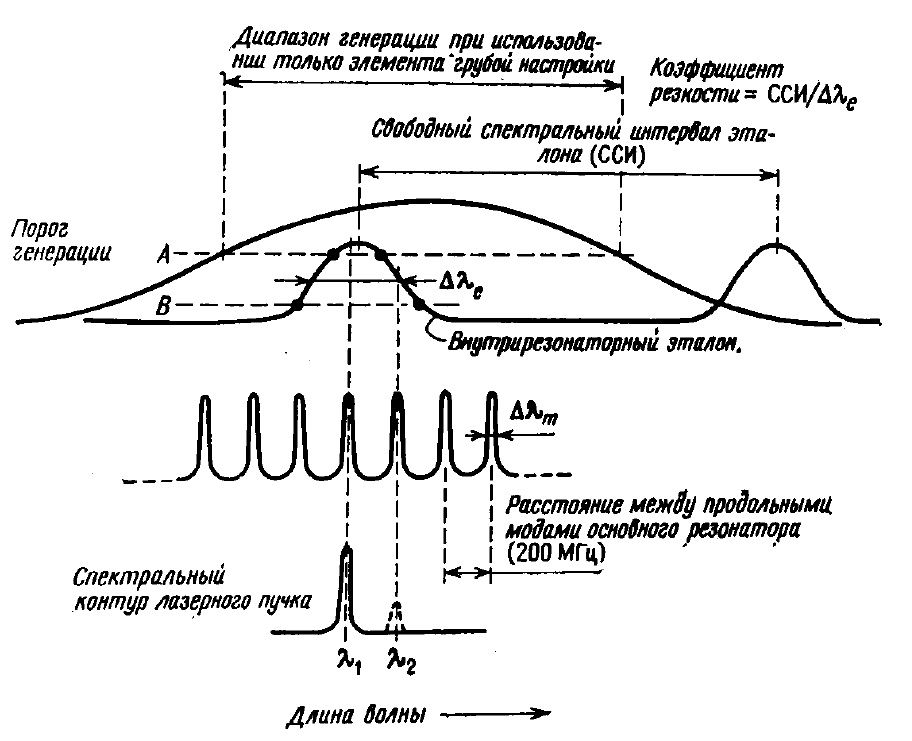 Диапазон генерации при использова-
нии только элемента грубой настройки
Коэффициент
резкости = ССИ/Δλe
Свободный спектральный интервал эта-
лона (ССИ)
Порог
генерации
A
Δλe
B
Внутрирезонаторный эталон.
Δλm
Расстояние между продольными
модами основного резонатора
(200 МГц)
Спектральный
контур лазерного пучка
λ1 λ2
Длина волны